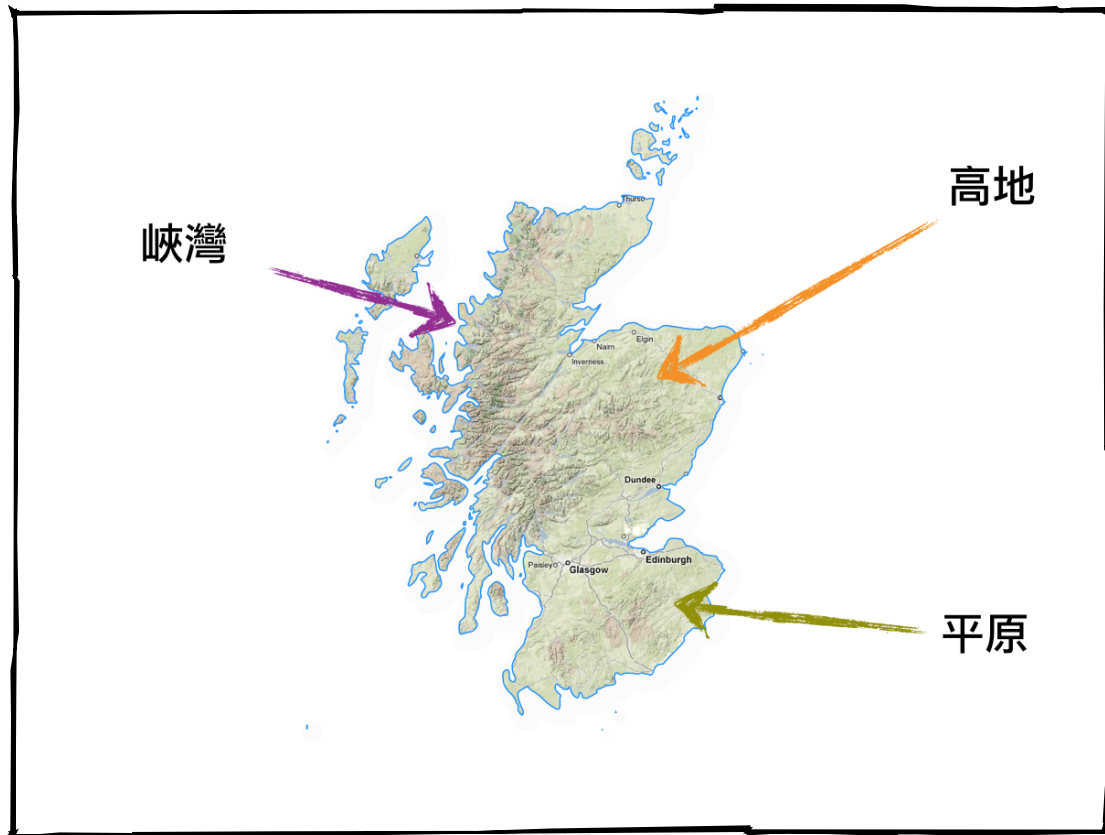 高地
峽灣
Thurso
Elgin
Nairn
Inverness
Dundee
Edinburgh
Paisley
Glasgow
平原